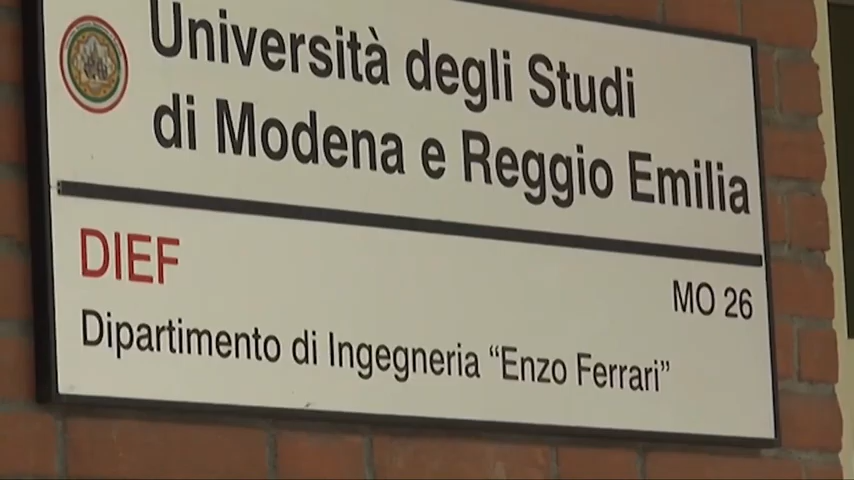 Università degli Studi
di Modena e Reggio Emilia
DIEF
MO 26
Dipartimento di Ingegneria “Enzo Ferrari”